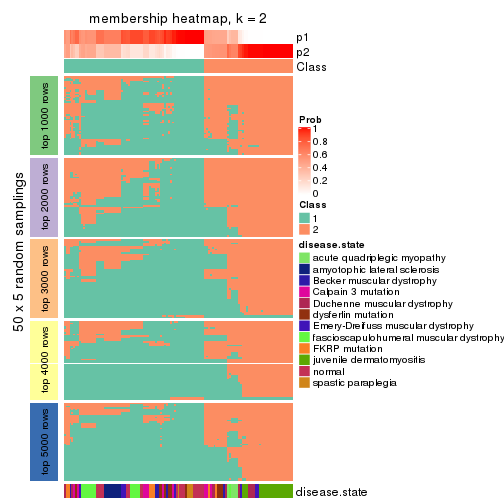 membership heatmap, k = 2
p1
p2
Class
50 x 5 random samplings
top 1000 rows
top 2000 rows
top 3000 rows
top 4000 rows
top 5000 rows
Prob
1
0.8
0.6
0.4
0.2
0
Class
1
2
disease.state
acute quadriplegic myopathy
amyotophic lateral sclerosis
Becker muscular dystrophy
Calpain 3 mutation
Duchenne muscular dystrophy
dysferlin mutation
Emery-Dreifuss muscular dystrophy
fascioscapulohumeral muscular dystrophy
FKRP mutation
juvenile dermatomyositis
normal
spastic paraplegia
disease.state